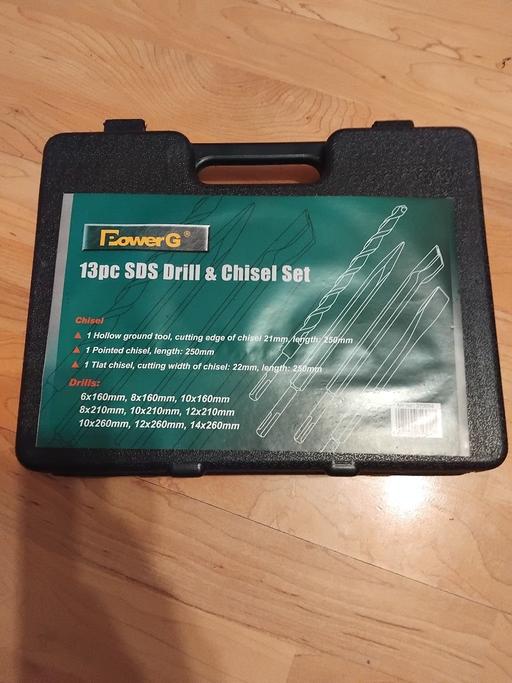 PowerG®
13pc SDS Drill & Chisel Set
Chisel
1 Hollow ground tool, cutting edge of chisel 21mm, length: 250mm
1 Pointed chisel, length: 250mm
1 Tlat chisel, cutting width of chisel: 22mm, length: 250mm
Drills:
6x160mm, 8x160mm, 10x160mm
8x210mm, 10x210mm, 12x210mm
10x260mm, 12x260mm, 14x260mm